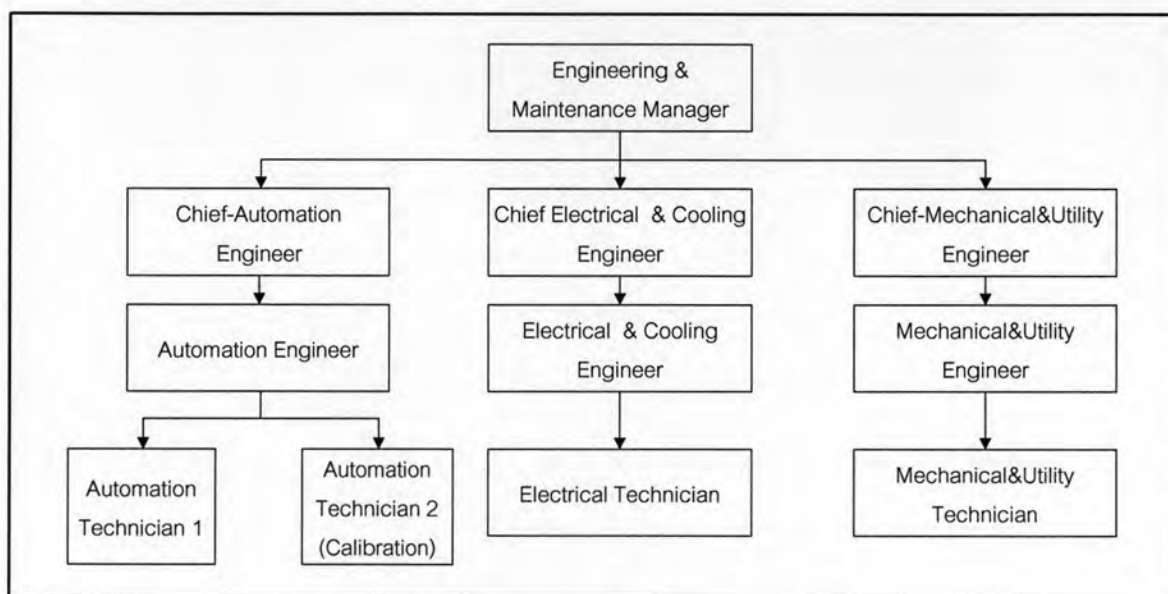 Engineering &
Maintenance Manager
Chief-Automation
Engineer
Chief Electrical & Cooling
Engineer
Chief-Mechanical&Utility
Engineer
Automation Engineer
Electrical & Cooling
Engineer
Mechanical&Utility
Engineer
Automation
Technician 1
Automation
Technician 2
(Calibration)
Electrical Technician
Mechanical&Utility
Technician